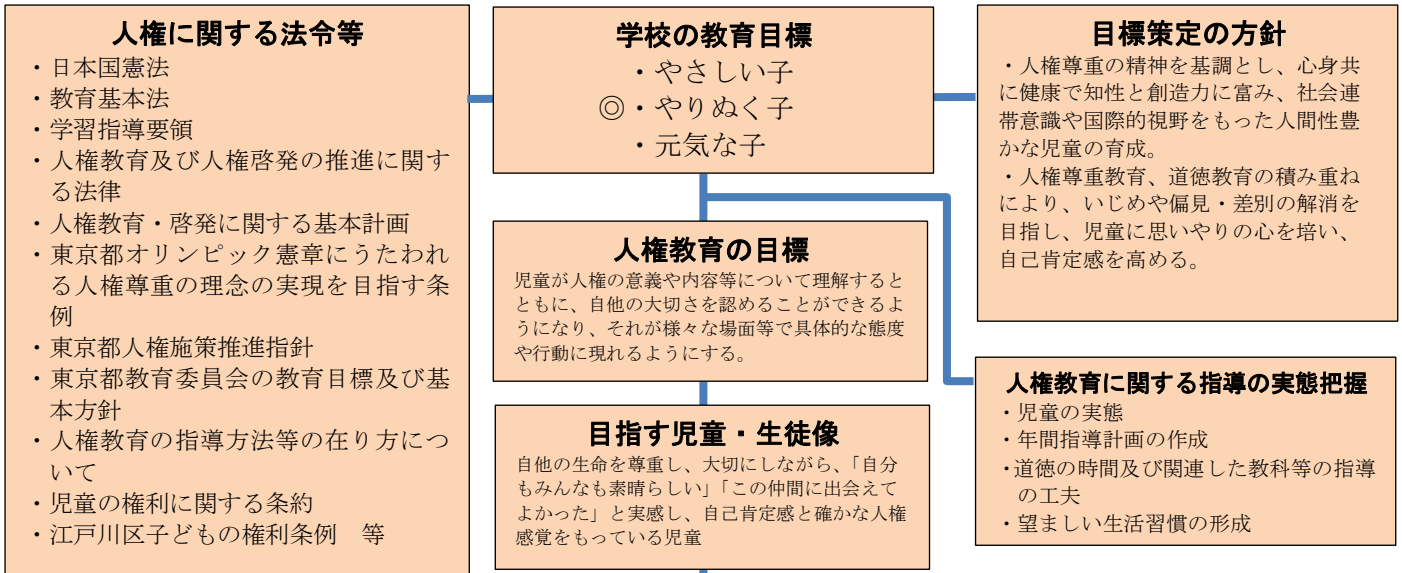 人権に関する法令等
・日本国憲法
・教育基本法
・学習指導要領
・人権教育及び人権啓発の推進に関す
る法律
・人権教育・啓発に関する基本計画
・東京都オリンピック憲章にうたわれ
る人権尊重の理念の実現を目指す条
例
・東京都人権施策推進指針
・東京都教育委員会の教育目標及び基
本方針
・人権教育の指導方法等の在り方につ
いて
・児童の権利に関する条約
・江戸川区子どもの権利条例　等
学校の教育目標
・やさしい子
◎・やりぬく子
・元気な子
人権教育の目標
児童が人権の意義や内容等について理解すると
ともに、自他の大切さを認めることができるよ
うになり、それが様々な場面等で具体的な態度
や行動に現れるようにする。
目指す児童・生徒像
自他の生命を尊重し、大切にしながら、「自分
もみんなも素晴らしい」「この仲間に出会えて
よかった」と実感し、自己肯定感と確かな人権
感覚をもっている児童
目標策定の方針
・人権尊重の精神を基調とし、心身共
に健康で知性と創造力に富み、社会連
帯意識や国際的視野をもった人間性豊
かな児童の育成。
・人権尊重教育、道徳教育の積み重ね
により、いじめや偏見・差別の解消を
目指し、児童に思いやりの心を培い、
自己肯定感を高める。
人権教育に関する指導の実態把握
・児童の実態
・年間指導計画の作成
・道徳の時間及び関連した教科等の指導
の工夫
・望ましい生活習慣の形成